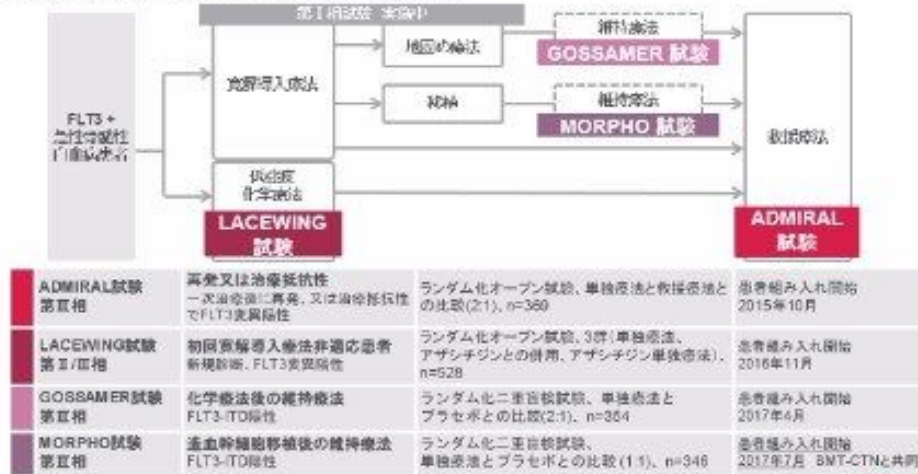 第Ⅰ相試験 実施中
寛解導入療法
地固め療法
維持療法
GOSSAMER 試験
移植
維持療法
MORPHO 試験
FLT3 +
急性骨髄性
白血病患者
救援療法
低強度
化学療法
LACEWING
試験
ADMIRAL
試験
ADMIRAL試験
第Ⅲ相
再発又は治療抵抗性
一次治療後に再発、又は治療抵抗性
でFLT3変異陽性
ランダム化オープン試験、単独療法と救援療法と
の比較(2:1)、n=369
患者組み入れ開始
2015年10月
LACEWING試験
第Ⅱ/Ⅲ相
初回寛解導入療法非適応患者
新規診断、FLT3変異陽性
ランダム化オープン試験、3群(単独療法、
アザシチジンとの併用、アザシチジン単独療法)、
n=528
患者組み入れ開始
2016年11月
GOSSAMER試験
第Ⅲ相
化学療法後の維持療法
FLT3-ITD陽性
ランダム化二重盲検試験、単独療法と
プラセボとの比較(2:1)、n=354
患者組み入れ開始
2017年4月
MORPHO試験
第Ⅲ相
造血幹細胞移植後の維持療法
FLT3-ITD陽性
ランダム化二重盲検試験、
単独療法とプラセボとの比較 (1:1)、n=346
患者組み入れ開始
2017年7月 BMT-CTNと共同